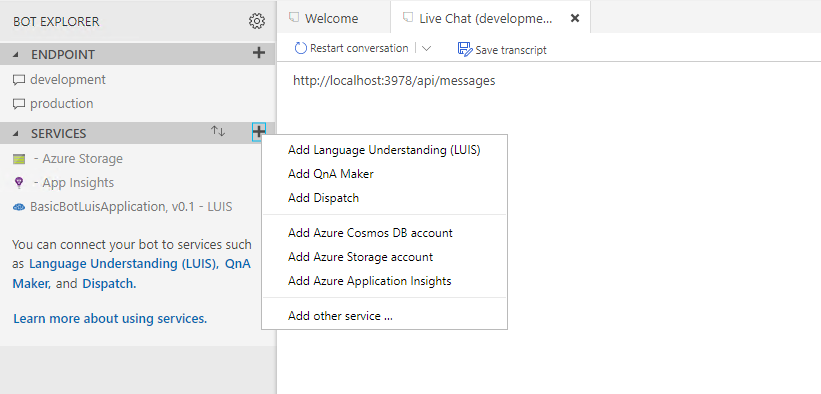 BOT EXPLORER
ENDPOINT
development
production
SERVICES
- Azure Storage
- App Insights
BasicBotLuisApplication, v0.1 - LUIS
You can connect your bot to services such
as Language Understanding (LUIS), QnA
Maker, and Dispatch.
Learn more about using services.
Welcome
Live Chat (developme...
Restart conversation
Save transcript
http://localhost:3978/api/messages
Add Language Understanding (LUIS)
Add QnA Maker
Add Dispatch
Add Azure Cosmos DB account
Add Azure Storage account
Add Azure Application Insights
Add other service ...